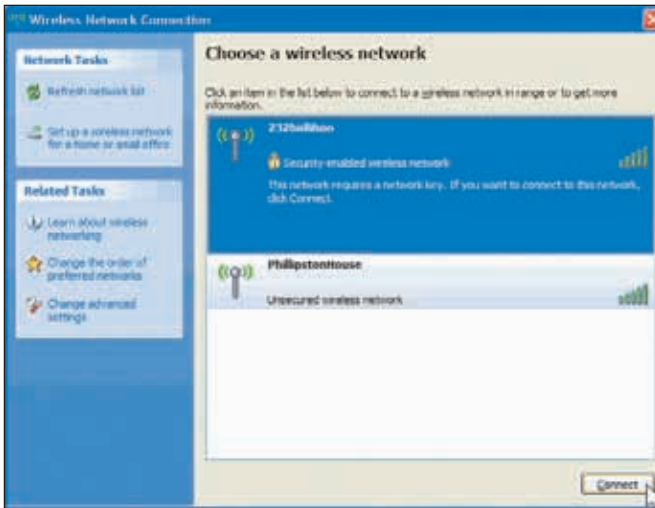 Wireless Network Connection
Network Tasks
Refresh network list
Set up a wireless network
for a home or small office
Related Tasks
Learn about wireless
networking
Change the order of
preferred networks
Change advanced
settings
Choose a wireless network
Click an item in the list below to connect to a wireless network in range or to get more
information.
Security-enabled wireless network
This network requires a network key. If you want to connect to this network,
click Connect.
PhillipstonHouse
Unsecured wireless network
Connect